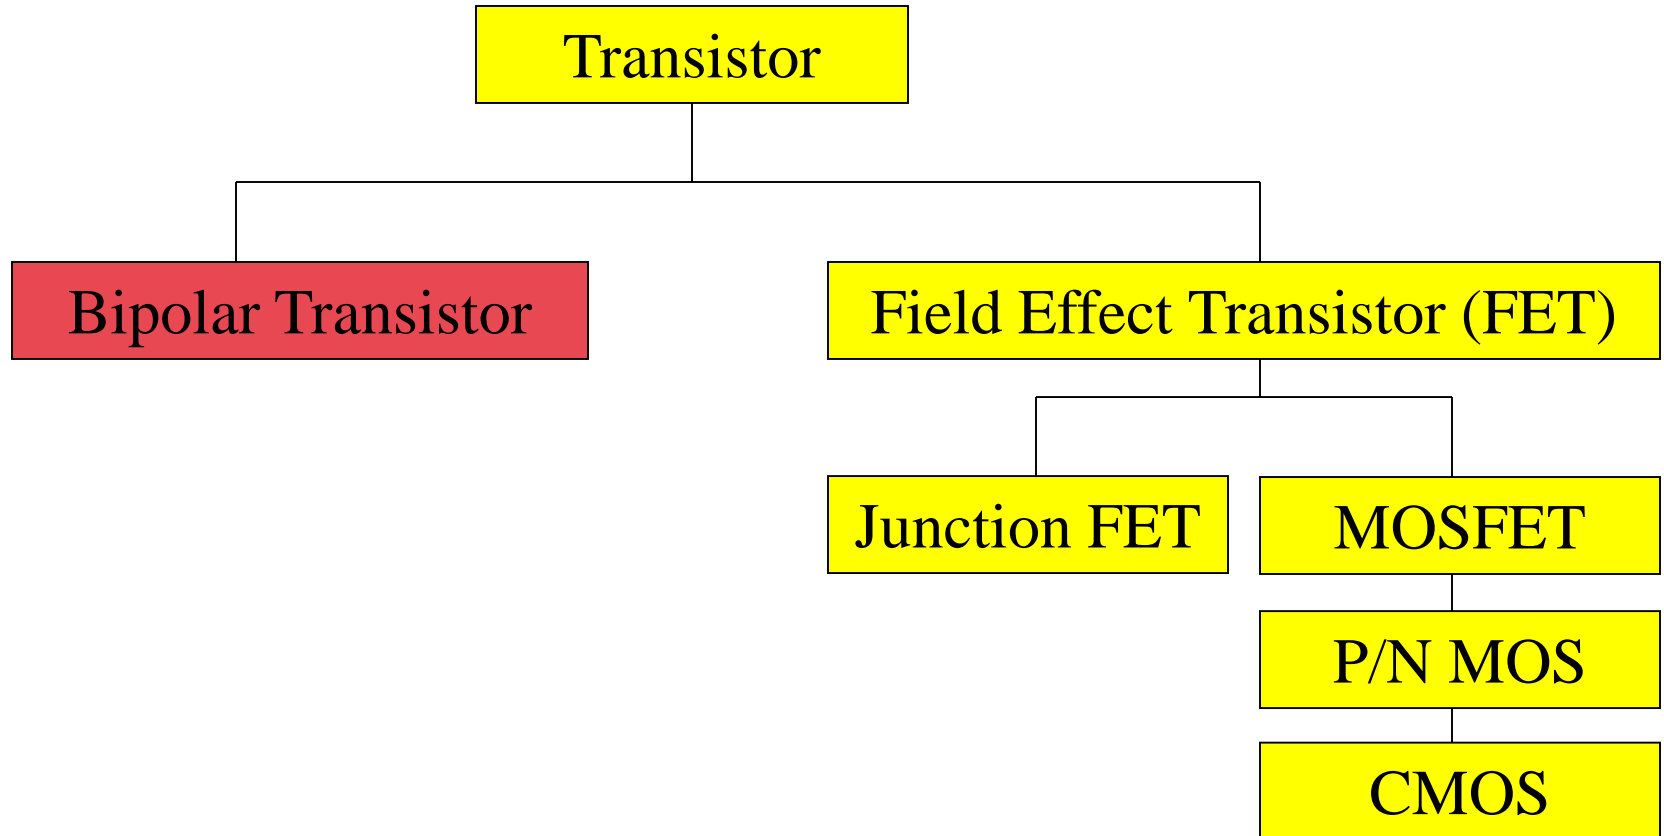 Transistor
Bipolar Transistor
Field Effect Transistor (FET)
Junction FET
MOSFET
P/N MOS
CMOS